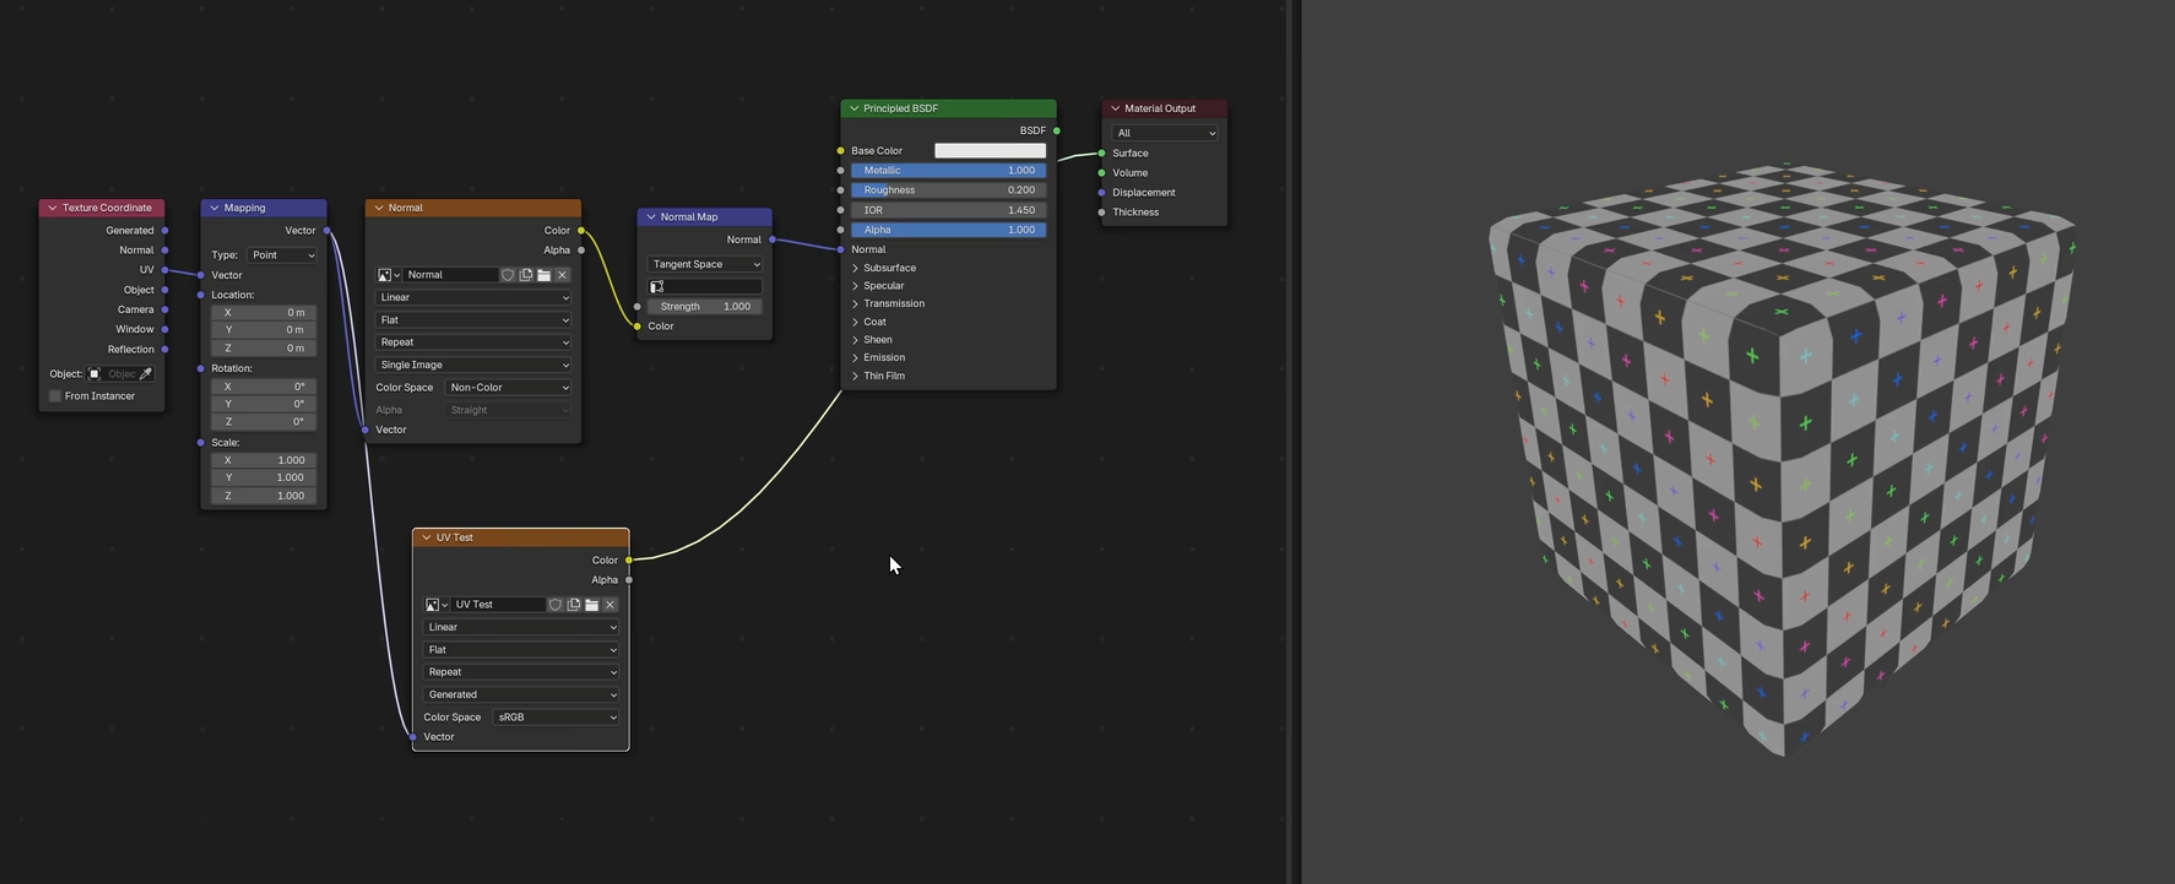 Texture Coordinate
Generated
Normal
UV
Object
Camera
Window
Reflection
Object: Objec
From Instancer
Mapping
Vector
Type: Point
Vector
Location:
X 0 m
Y 0 m
Z 0 m
Rotation:
X 0°
Y 0°
Z 0°
Scale:
X 1.000
Y 1.000
Z 1.000
Normal
Color
Alpha
Normal
Linear
Flat
Repeat
Single Image
Color Space Non-Color
Alpha Straight
Vector
UV Test
Color
Alpha
UV Test
Linear
Flat
Repeat
Generated
Color Space sRGB
Vector
Normal Map
Normal
Tangent Space
Strength 1.000
Color
Principled BSDF
BSDF
Base Color
Metallic 1.000
Roughness 0.200
IOR 1.450
Alpha 1.000
Normal
Subsurface
Specular
Transmission
Coat
Sheen
Emission
Thin Film
Material Output
All
Surface
Volume
Displacement
Thickness